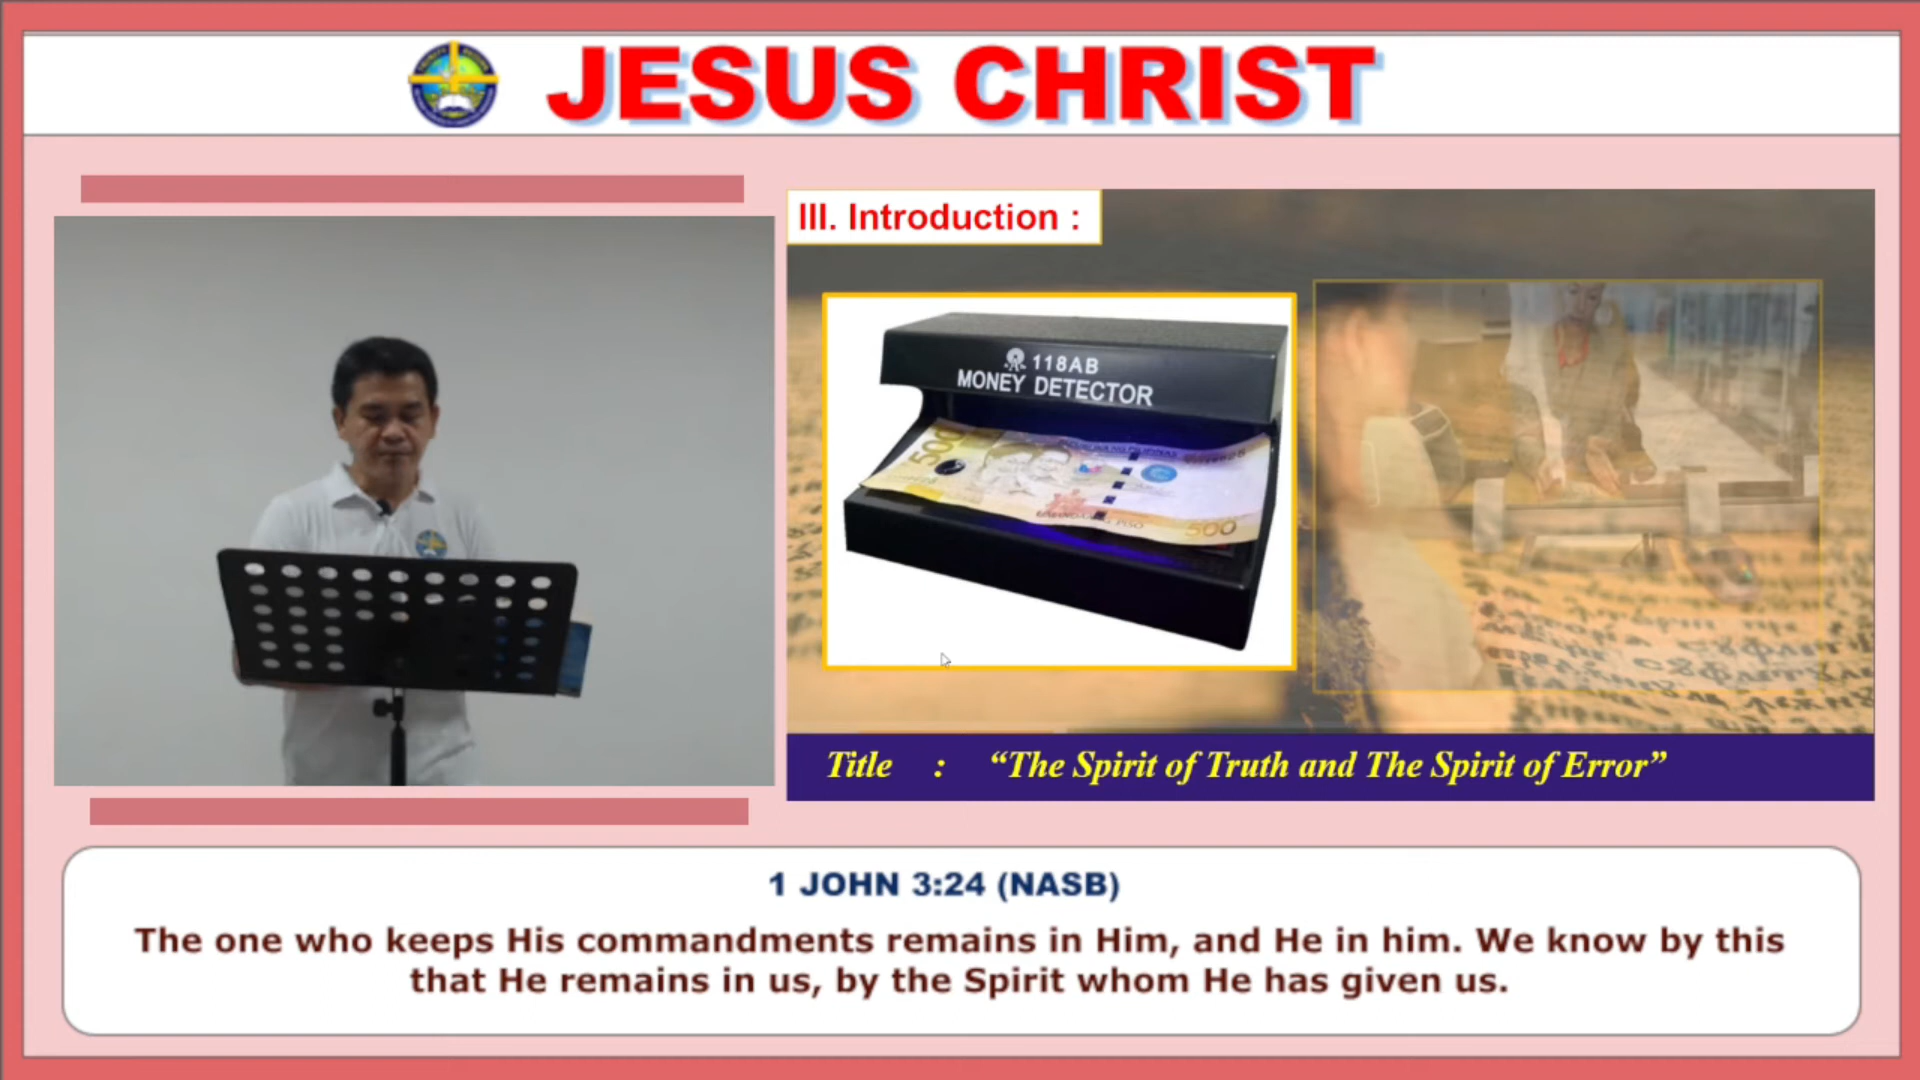 JESUS CHRIST
III. Introduction :
118AB
MONEY DETECTOR
500
PISO
500
Title : “The Spirit of Truth and The Spirit of Error”
1 JOHN 3:24 (NASB)
The one who keeps His commandments remains in Him, and He in him. We know by this
that He remains in us, by the Spirit whom He has given us.